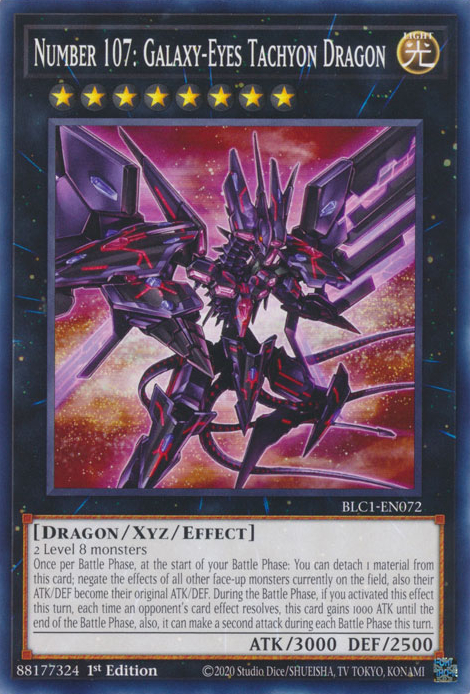 NUMBER 107: GALAXY-EYES TACHYON DRAGON
LIGHT
光
BLC1-EN072
[DRAGON/XYZ/EFFECT]
2 Level 8 monsters
Once per Battle Phase, at the start of your Battle Phase: You can detach 1 material from
this card; negate the effects of all other face-up monsters currently on the field, also their
ATK/DEF become their original ATK/DEF. During the Battle Phase, if you activated this effect
this turn, each time an opponent's card effect resolves, this card gains 1000 ATK until the
end of the Battle Phase, also, it can make a second attack during each Battle Phase this turn.
ATK/3000 DEF/2500
88177324 1st Edition ©2020 Studio Dice/SHUEISHA, TV TOKYO, KONAMI